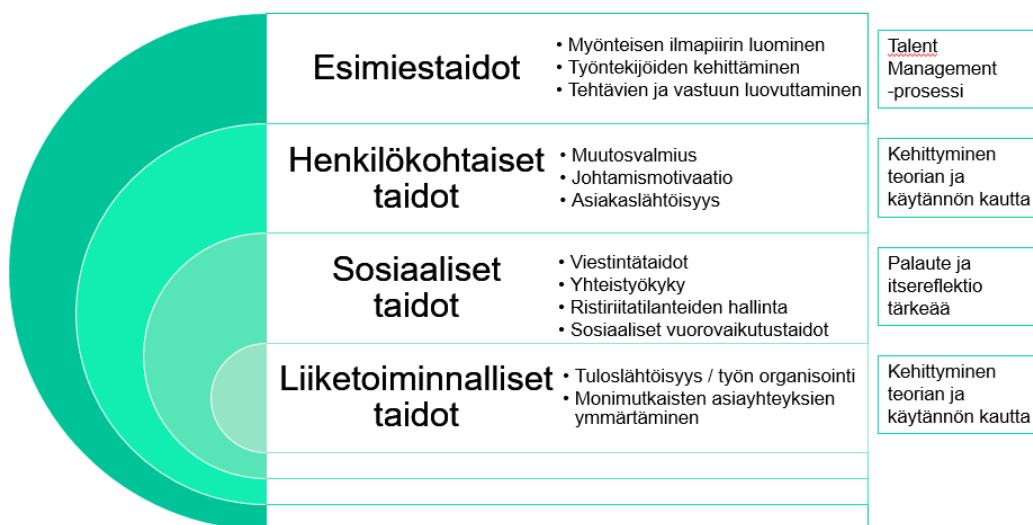 Esimiestaidot
• Myönteisen ilmapiirin luominen
• Työntekijöiden kehittäminen
• Tehtävien ja vastuun luovuttaminen
Talent
Management
-prosessi
Henkilökohtaiset
taidot
• Muutosvalmius
• Johtamismotivaatio
• Asiakaslähtöisyys
Kehittyminen
teorian ja
käytännön kautta
Sosiaaliset
taidot
• Viestintätaidot
• Yhteistyökyky
• Ristiriitatilanteiden hallinta
• Sosiaaliset vuorovaikutustaidot
Palaute ja
itsereflektio
tärkeää
Liiketoiminnalliset
taidot
• Tuloslähtöisyys / työn organisointi
• Monimutkaisten asiayhteyksien
ymmärtäminen
Kehittyminen
teorian ja
käytännön kautta